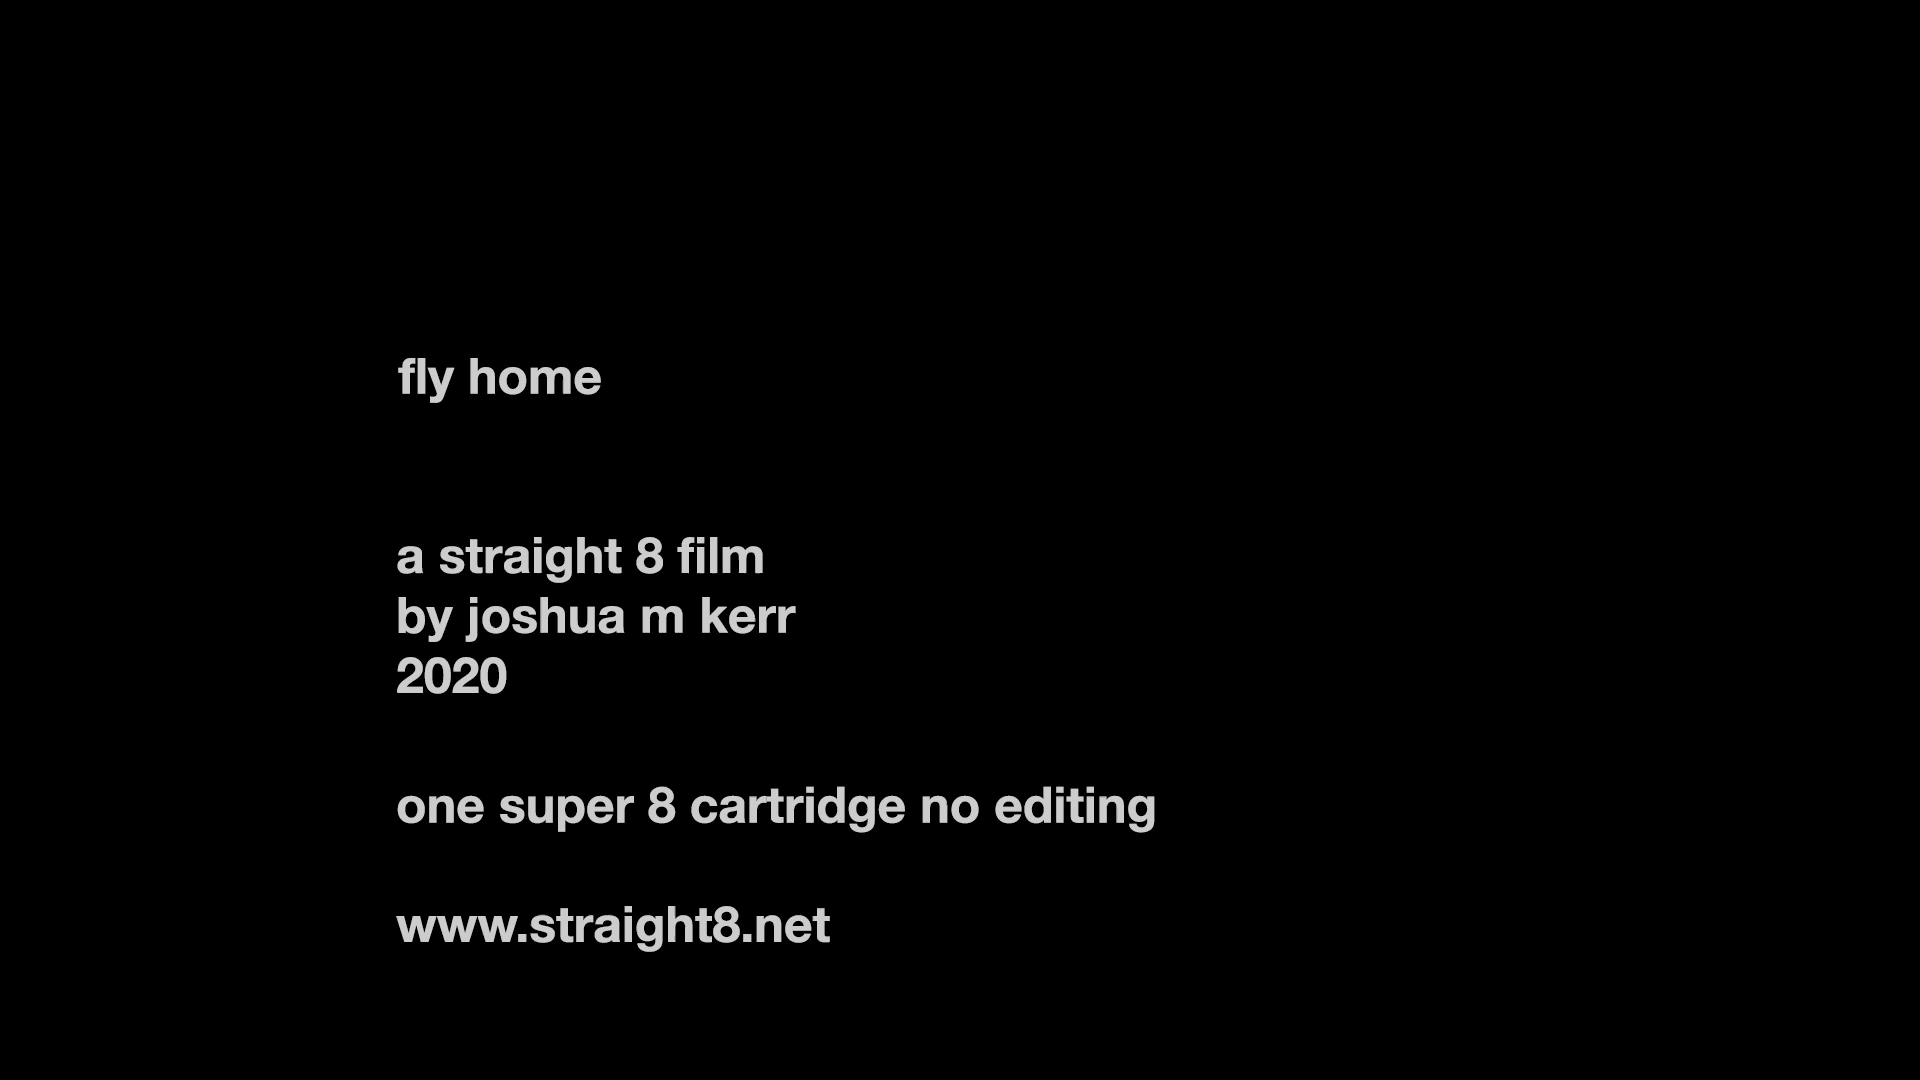 fly home
a straight 8 film
by joshua m kerr
2020
one super 8 cartridge no editing
www.straight8.net